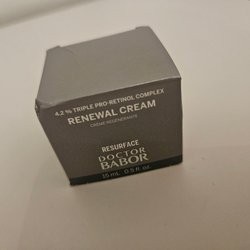 4.2 % TRIPLE PRO-RETINOL COMPLEX
RENEWAL CREAM
CRÈME RÉGÉNÉRANTE
RESURFACE
DOCTOR
BABOR
15 mL 0.5 fl. oz.